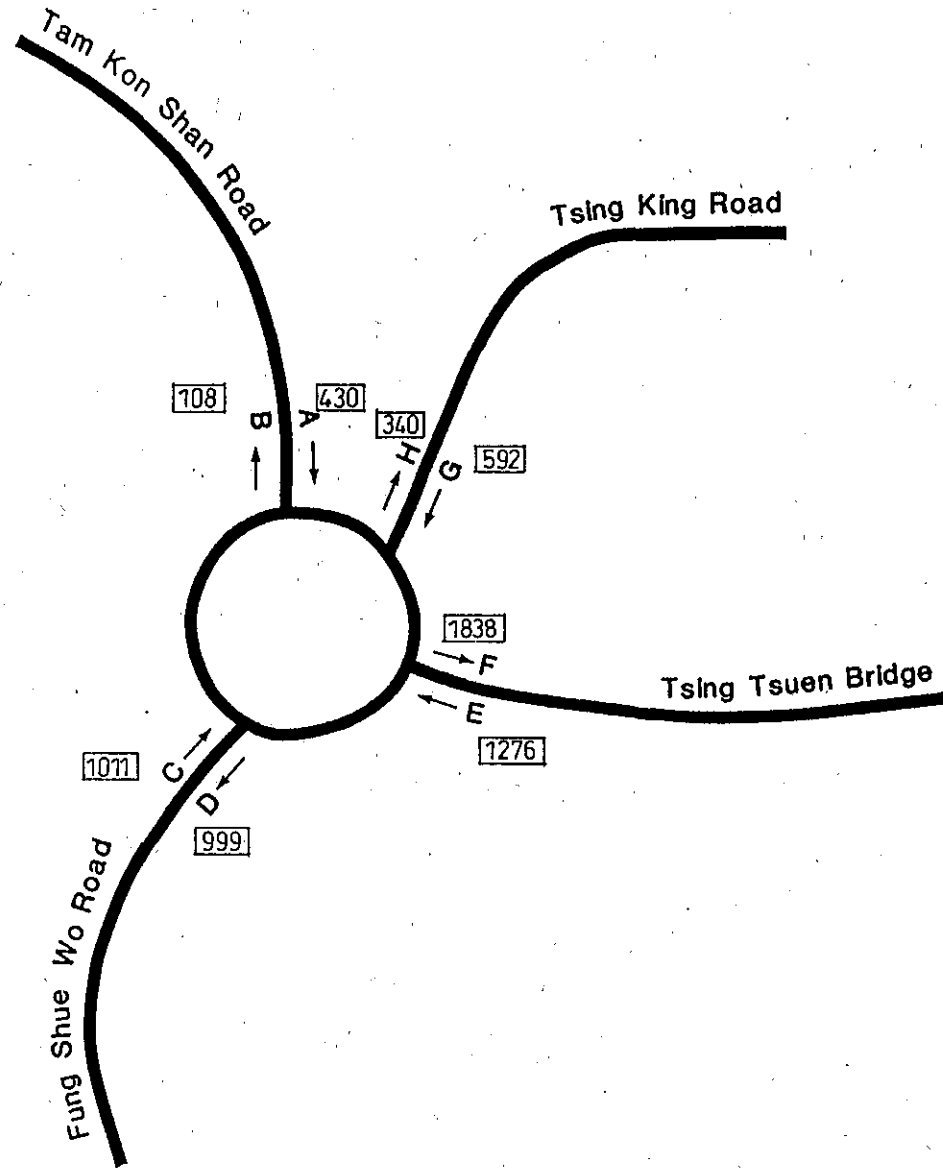 Tam Kon Shan Road
Tsing King Road
108
B
A
430
340
H
G
592
1838
F
Tsing Tsuen Bridge
E
1276
1011
C
D
999
Fung Shue Wo Road